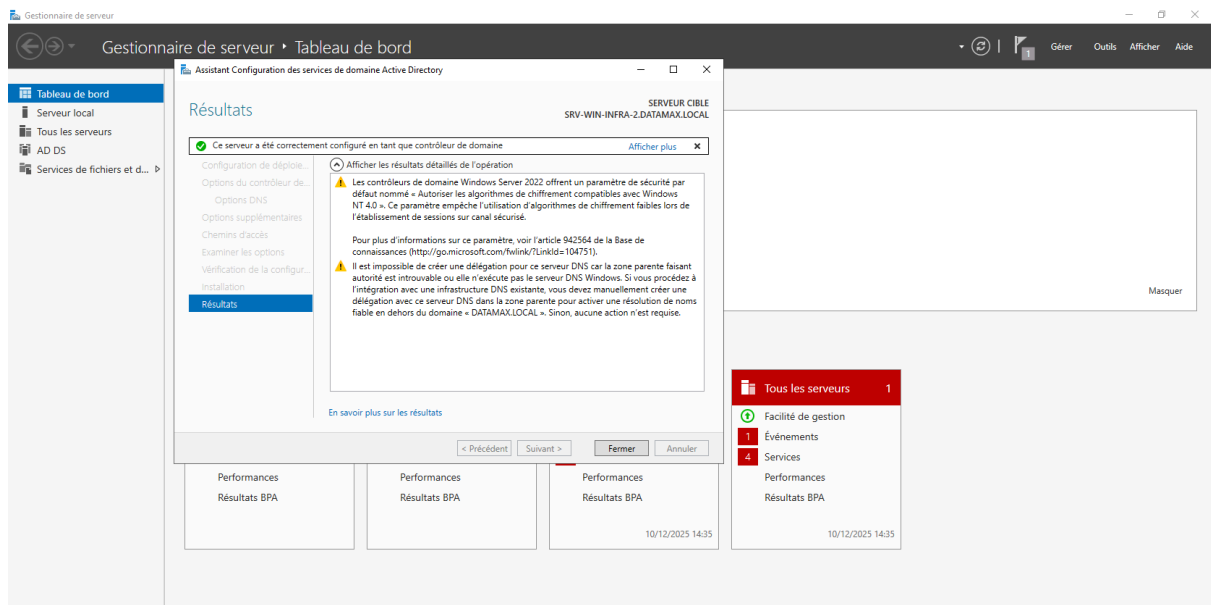 Gestionnaire de serveur
Gestionnaire de serveur ‣ Tableau de bord
1
Gérer Outils Afficher Aide
Tableau de bord
Serveur local
Tous les serveurs
AD DS
Services de fichiers et d...
Assistant Configuration des services de domaine Active Directory
Résultats
SERVEUR CIBLE
SRV-WIN-INFRA-2.DATAMAX.LOCAL
Ce serveur a été correctement configuré en tant que contrôleur de domaine
Afficher plus
Configuration de déploie...
Options du contrôleur de...
Options DNS
Options supplémentaires
Chemins d'accès
Examiner les options
Vérification de la configur...
Installation
Résultats
Afficher les résultats détaillés de l'opération
Les contrôleurs de domaine Windows Server 2022 offrent un paramètre de sécurité par
défaut nommé « Autoriser les algorithmes de chiffrement compatibles avec Windows
NT 4.0 ». Ce paramètre empêche l'utilisation d'algorithmes de chiffrement faibles lors de
l'établissement de sessions sur canal sécurisé.
Pour plus d'informations sur ce paramètre, voir l'article 942564 de la Base de
connaissances (http://go.microsoft.com/fwlink/?LinkId=104751).
Il est impossible de créer une délégation pour ce serveur DNS car la zone parente faisant
autorité est introuvable ou elle n'exécute pas le serveur DNS Windows. Si vous procédez à
l'intégration avec une infrastructure DNS existante, vous devez manuellement créer une
délégation avec ce serveur DNS dans la zone parente pour activer une résolution de noms
fiable en dehors du domaine « DATAMAX.LOCAL ». Sinon, aucune action n'est requise.
En savoir plus sur les résultats
< Précédent Suivant > Fermer Annuler
Masquer
Performances
Résultats BPA
Performances
Résultats BPA
Performances
Résultats BPA
10/12/2025 14:35
Tous les serveurs 1
Facilité de gestion
1 Événements
4 Services
Performances
Résultats BPA
10/12/2025 14:35